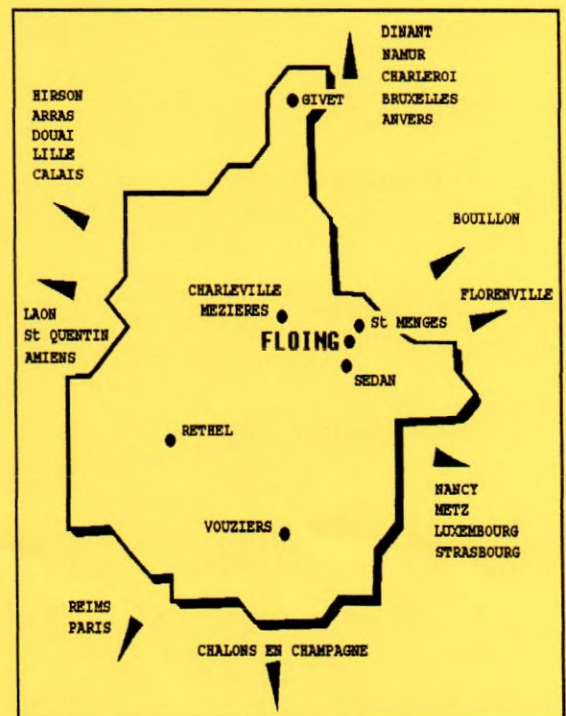 DINANT
NAMUR
CHARLEROI
BRUXELLES
ANVERS
GIVET
HIRSON
ARRAS
DOUAI
LILLE
CALAIS
BOUILLON
FLORENVILLE
CHARLEVILLE
MEZIERES
St MENGES
FLOING
SEDAN
LAON
St QUENTIN
AMIENS
RETHEL
NANCY
METZ
LUXEMBOURG
STRASBOURG
VOUZIERS
REIMS
PARIS
CHALONS EN CHAMPAGNE